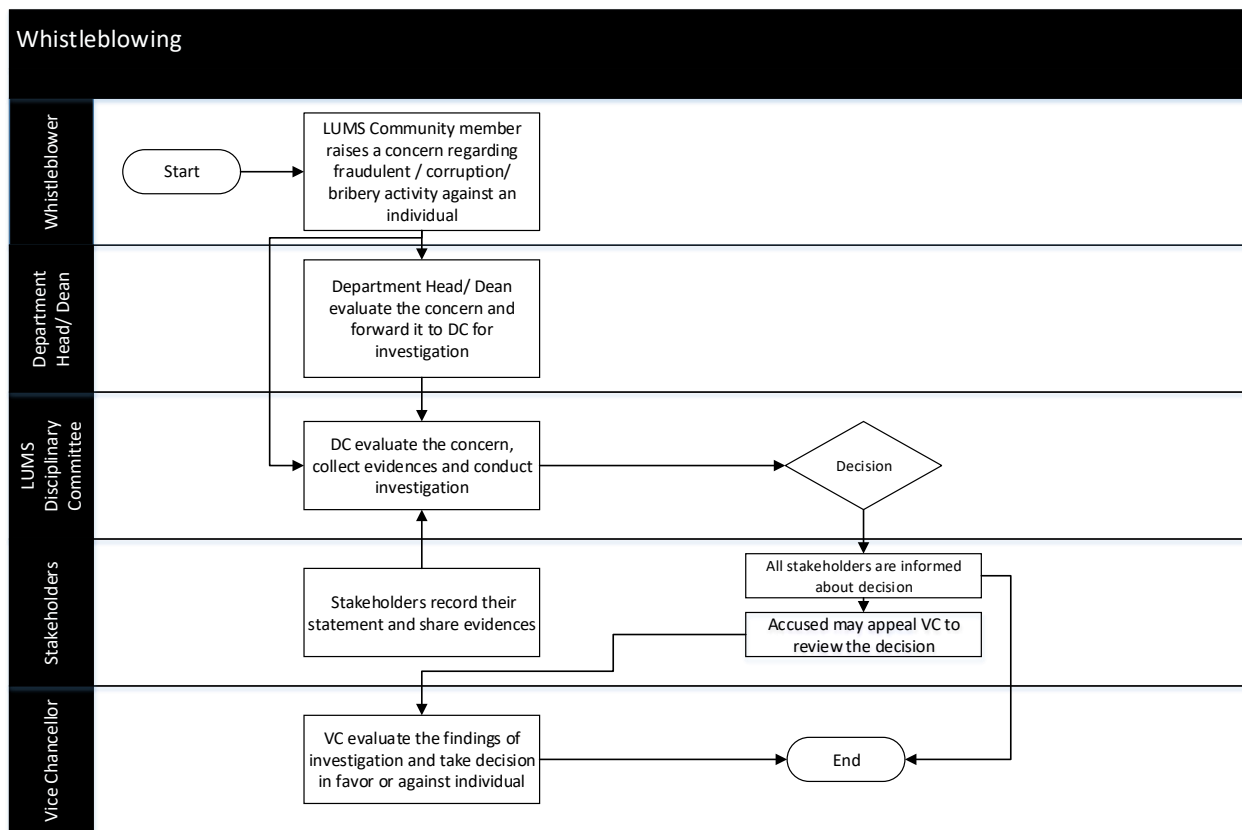 Whistleblowing
Whistleblower
Start
LUMS Community member
raises a concern regarding
fraudulent / corruption/
bribery activity against an
individual
Department
Head/ Dean
Department Head/ Dean
evaluate the concern and
forward it to DC for
investigation
LUMS
Disciplinary
Committee
DC evaluate the concern,
collect evidences and conduct
investigation
Decision
Stakeholders
Stakeholders record their
statement and share evidences
All stakeholders are informed
about decision
Accused may appeal VC to
review the decision
Vice Chancellor
VC evaluate the findings of
investigation and take decision
in favor or against individual
End